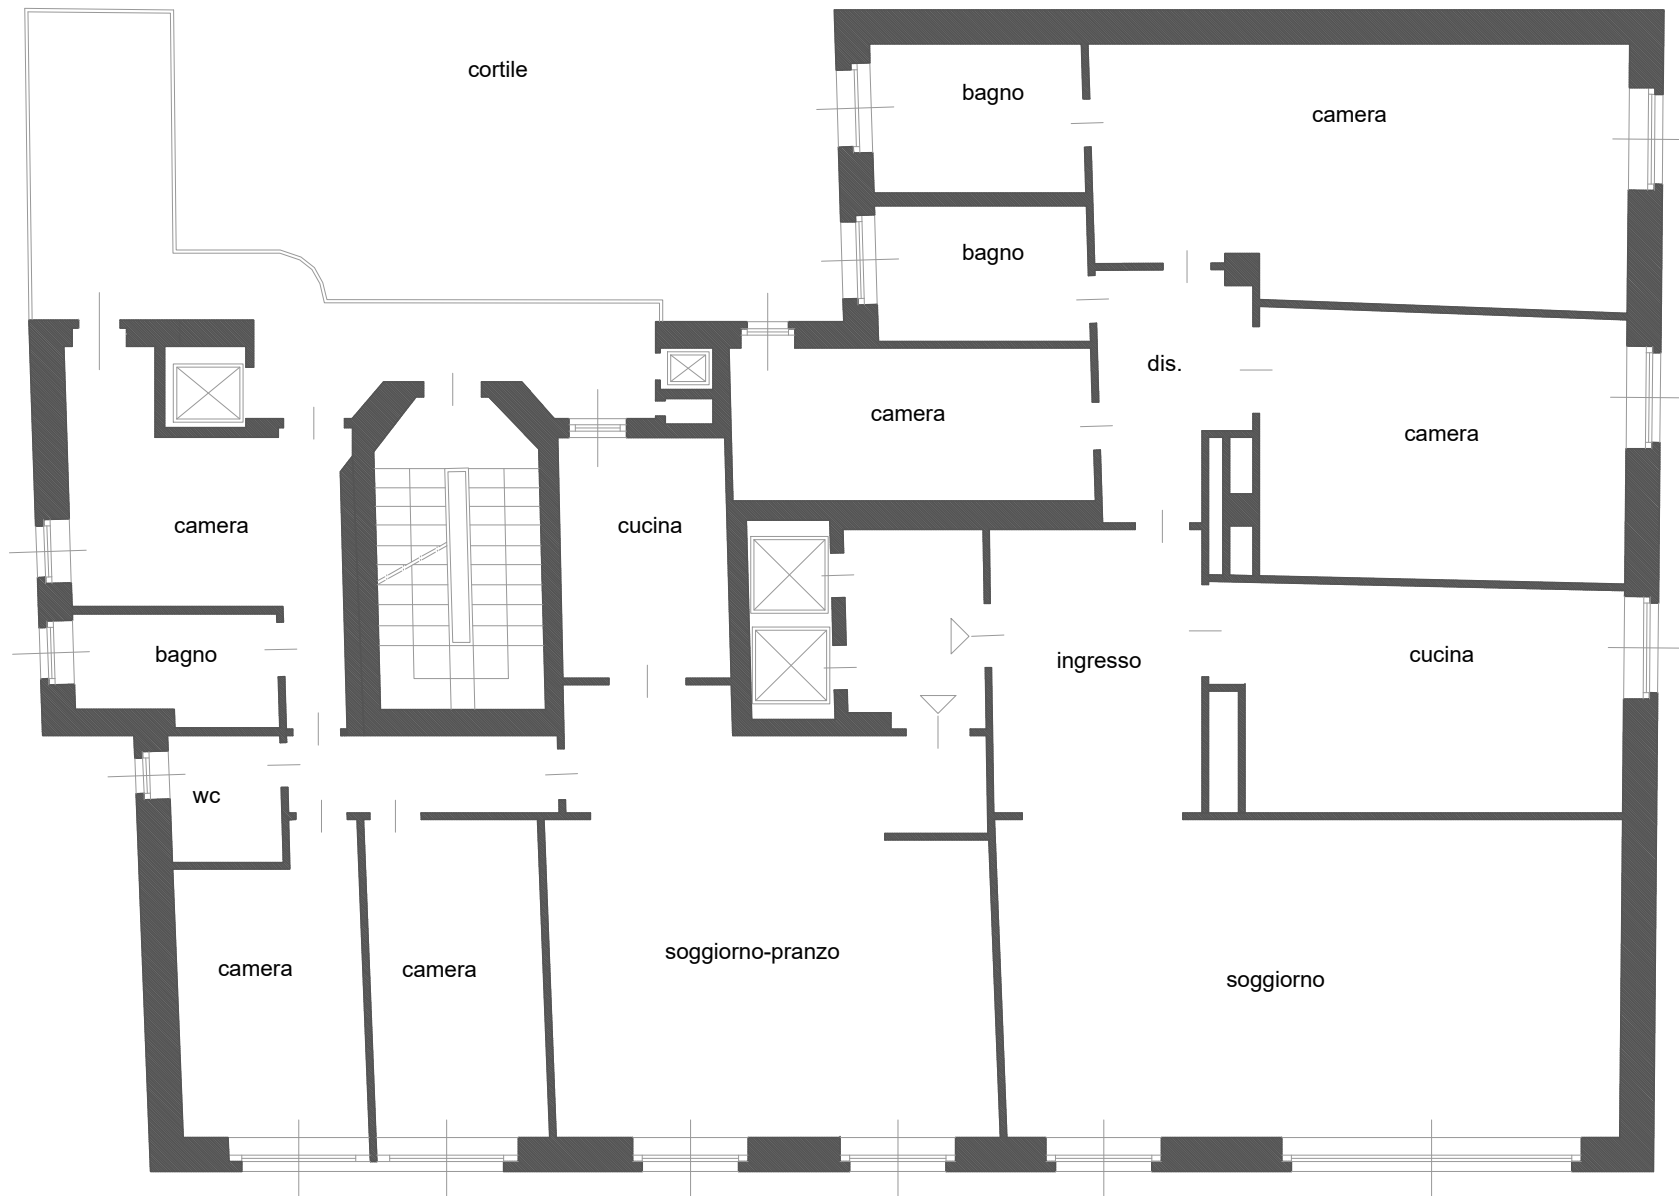 cortile
bagno
camera
bagno
dis.
camera
camera
camera
cucina
bagno
ingresso
cucina
wc
camera
camera
soggiorno-pranzo
soggiorno